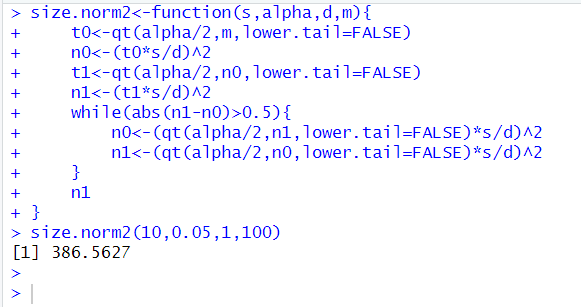 > size.norm2<-function(s,alpha,d,m){
+     t0<-qt(alpha/2,m,lower.tail=FALSE)
+     n0<-(t0*s/d)^2
+     t1<-qt(alpha/2,n0,lower.tail=FALSE)
+     n1<-(t1*s/d)^2
+     while(abs(n1-n0)>0.5){
+         n0<-(qt(alpha/2,n1,lower.tail=FALSE)*s/d)^2
+         n1<-(qt(alpha/2,n0,lower.tail=FALSE)*s/d)^2
+     }
+     n1
+ }
> size.norm2(10,0.05,1,100)
[1] 386.5627
>
>